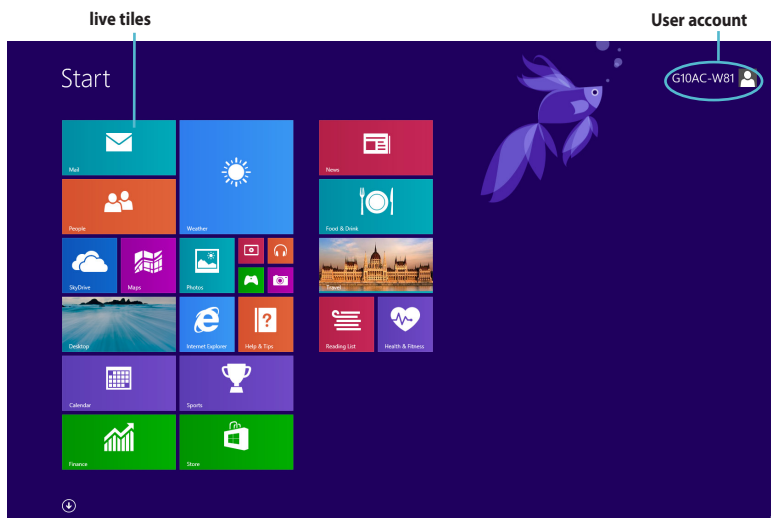 live tiles
User account
Start
G10AC-W81
Mail
Weather
News
People
Food & Drink
SkyDrive
Maps
Photos
Travel
Desktop
Internet Explorer
Help & Tips
Reading List
Health & Fitness
Calendar
Sports
Finance
Store